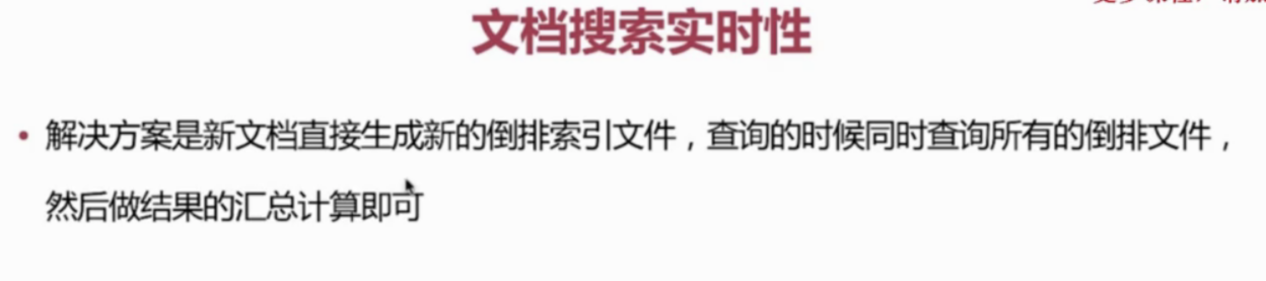 文档搜索实时性
• 解决方案是新文档直接生成新的倒排索引文件，查询的时候同时查询所有的倒排文件，
然后做结果的汇总计算即可